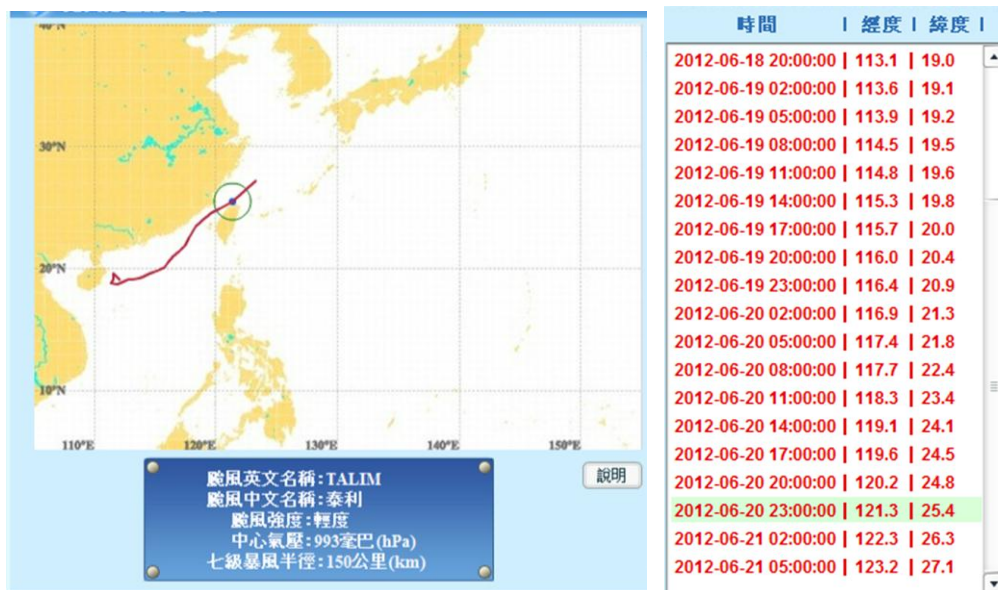 40°N
30°N
20°N
10°N
110°E 120°E 130°E 140°E 150°E
颱風英文名稱:TALIM
颱風中文名稱:泰利
颱風強度:輕度
中心氣壓:993毫巴(hPa)
七級暴風半徑:150公里(km)
說明
時間 | 經度 | 緯度 |
2012-06-18 20:00:00 | 113.1 | 19.0
2012-06-19 02:00:00 | 113.6 | 19.1
2012-06-19 05:00:00 | 113.9 | 19.2
2012-06-19 08:00:00 | 114.5 | 19.5
2012-06-19 11:00:00 | 114.8 | 19.6
2012-06-19 14:00:00 | 115.3 | 19.8
2012-06-19 17:00:00 | 115.7 | 20.0
2012-06-19 20:00:00 | 116.0 | 20.4
2012-06-19 23:00:00 | 116.4 | 20.9
2012-06-20 02:00:00 | 116.9 | 21.3
2012-06-20 05:00:00 | 117.4 | 21.8
2012-06-20 08:00:00 | 117.7 | 22.4
2012-06-20 11:00:00 | 118.3 | 23.4
2012-06-20 14:00:00 | 119.1 | 24.1
2012-06-20 17:00:00 | 119.6 | 24.5
2012-06-20 20:00:00 | 120.2 | 24.8
2012-06-20 23:00:00 | 121.3 | 25.4
2012-06-21 02:00:00 | 122.3 | 26.3
2012-06-21 05:00:00 | 123.2 | 27.1